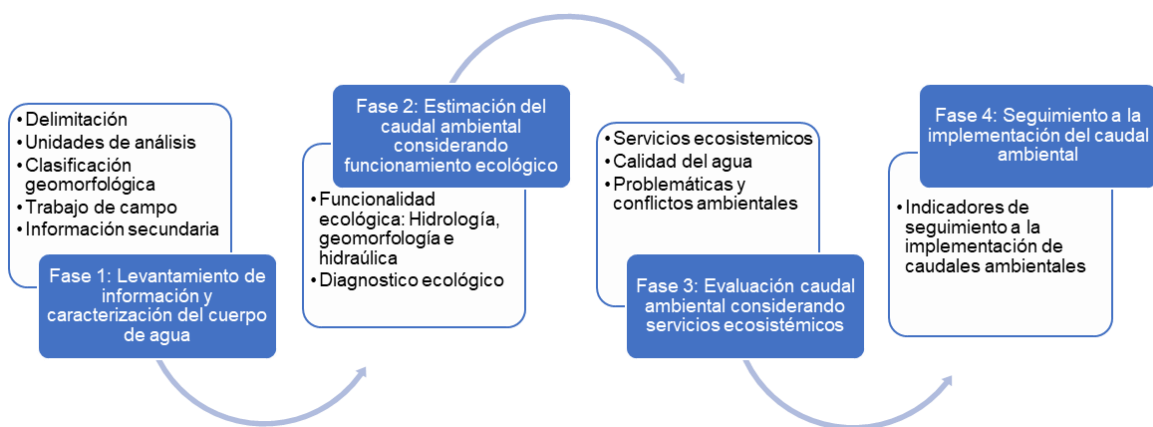 •Delimitación
•Unidades de análisis
•Clasificación
geomorfológica
•Trabajo de campo
•Información secundaria
Fase 1: Levantamiento de
información y
caracterización del cuerpo
de agua
Fase 2: Estimación del
caudal ambiental
considerando
funcionamiento ecológico
•Funcionalidad
ecológica: Hidrología,
geomorfología e
hidraúlica
•Diagnostico ecológico
•Servicios ecosistemicos
•Calidad del agua
•Problemáticas y
conflictos ambientales
Fase 3: Evaluación caudal
ambiental considerando
servicios ecosistémicos
Fase 4: Seguimiento a la
implementación del caudal
ambiental
•Indicadores de
seguimiento a la
implementación de
caudales ambientales